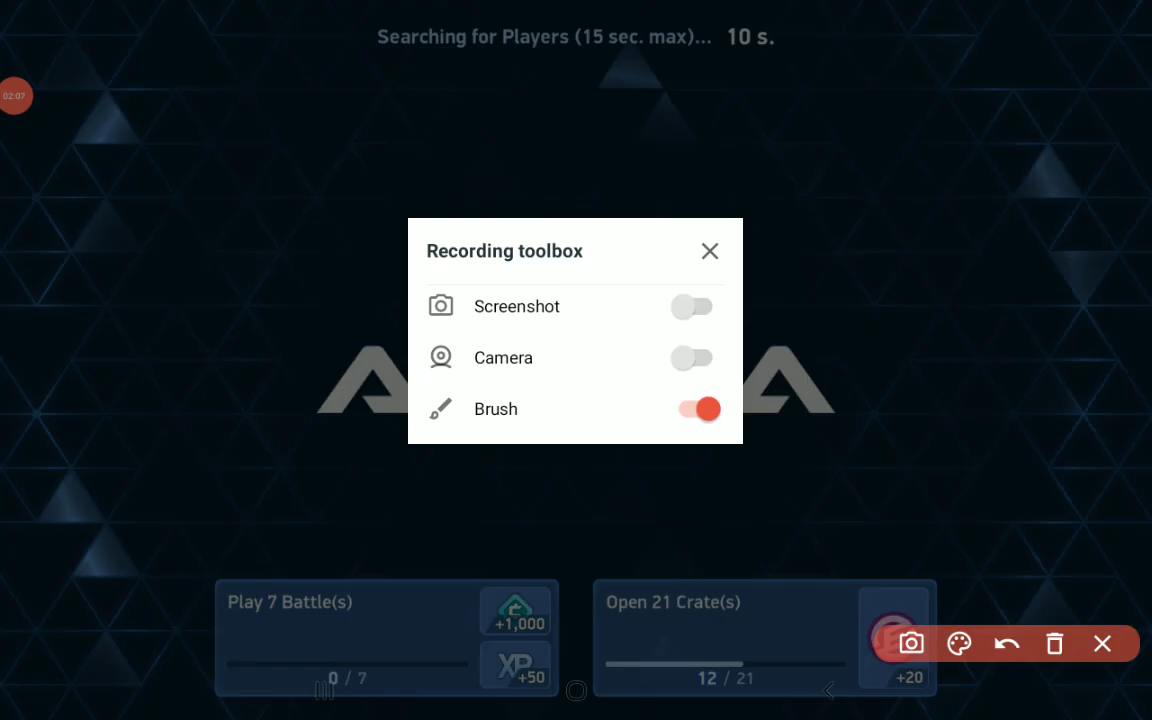 Searching for Players (15 sec. max)... 10 s.
02:07
Recording toolbox
Screenshot
Camera
Brush
Play 7 Battle(s)
+1,000
XP
+50
0 / 7
Open 21 Crate(s)
12 / 21
+20